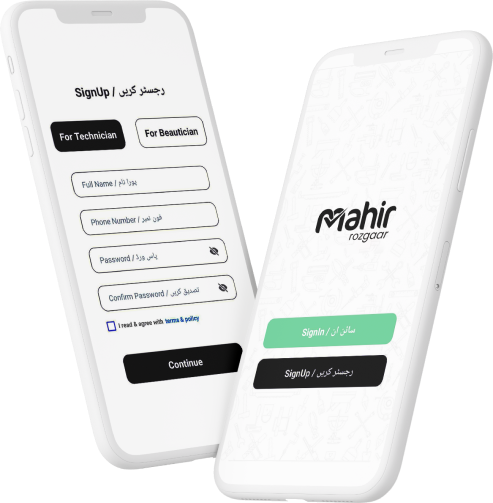 SignUp / رجسٹر کریں
For Technician
For Beautician
Full Name / پورا نام
Phone Number / فون نمبر
Password / پاس ورڈ
Confirm Password / تصدیق کریں
I read & agree with terms & policy
Continue
Mahir
rozgaar
SignIn / سائن ان
SignUp / رجسٹر کریں